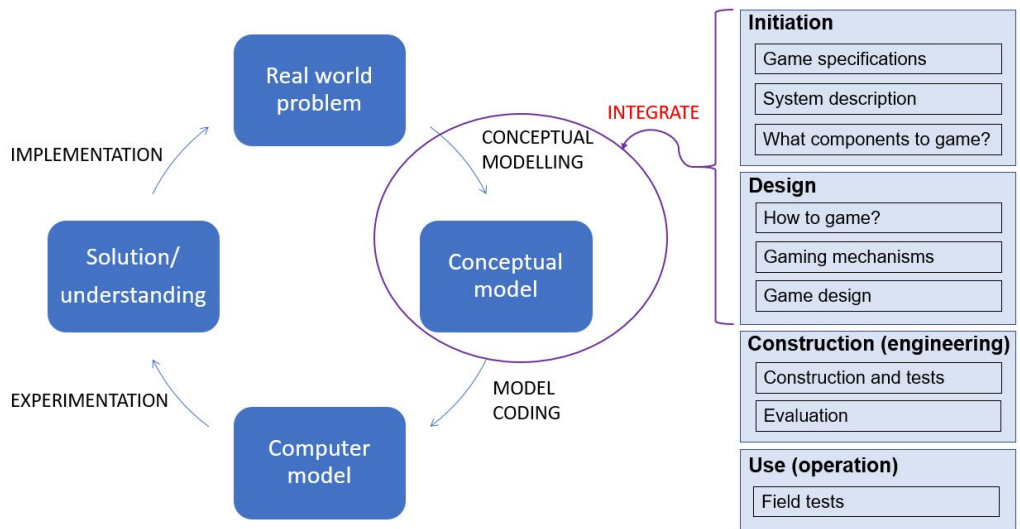 Real world
problem
IMPLEMENTATION
CONCEPTUAL
MODELLING
INTEGRATE
Solution/
understanding
Conceptual
model
EXPERIMENTATION
MODEL
CODING
Computer
model
Initiation
Game specifications
System description
What components to game?
Design
How to game?
Gaming mechanisms
Game design
Construction (engineering)
Construction and tests
Evaluation
Use (operation)
Field tests